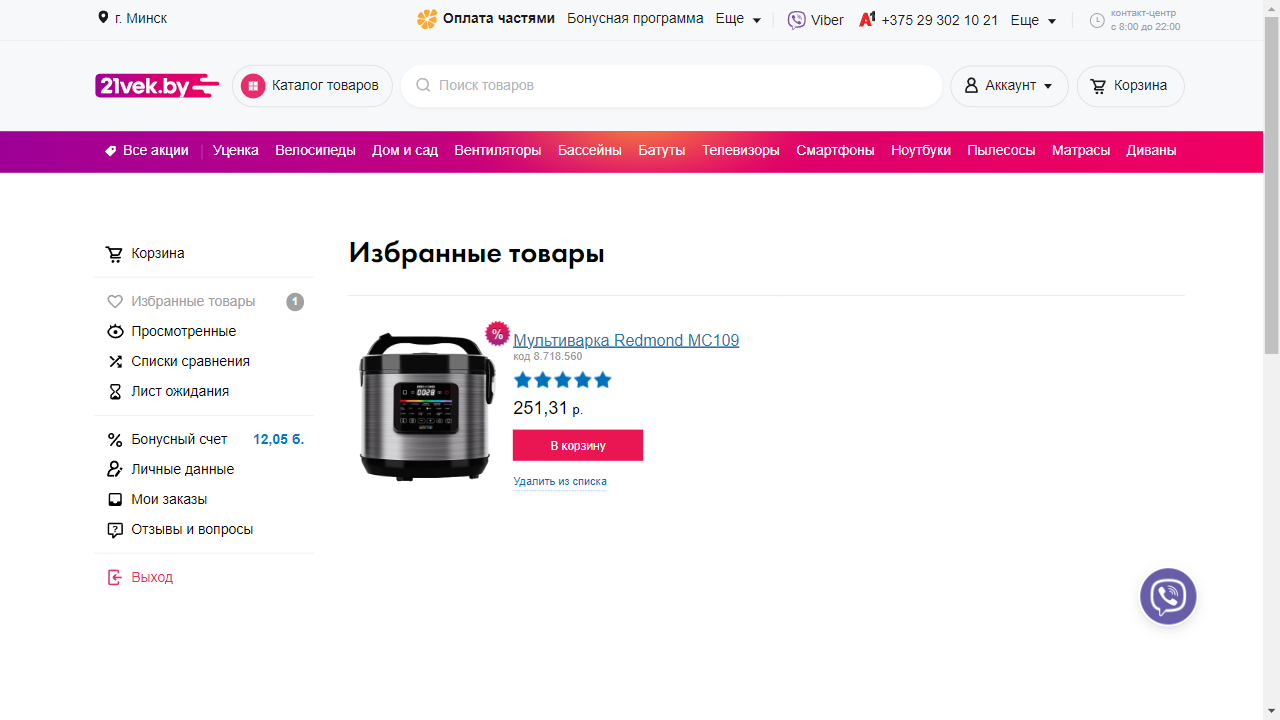 г. Минск
Оплата частями Бонусная программа Еще Viber A1 +375 29 302 10 21 Еще
контакт-центр
с 8:00 до 22:00
21vek.by Каталог товаров Поиск товаров Аккаунт Корзина
Все акции Уценка Велосипеды Дом и сад Вентиляторы Бассейны Батуты Телевизоры Смартфоны Ноутбуки Пылесосы Матрасы Диваны
Корзина
Избранные товары 1
Просмотренные
Списки сравнения
Лист ожидания
Бонусный счет 12,05 б.
Личные данные
Мои заказы
Отзывы и вопросы
Выход
Избранные товары
%
Мультиварка Redmond MC109
код 8.718.560
251,31 р.
В корзину
Удалить из списка